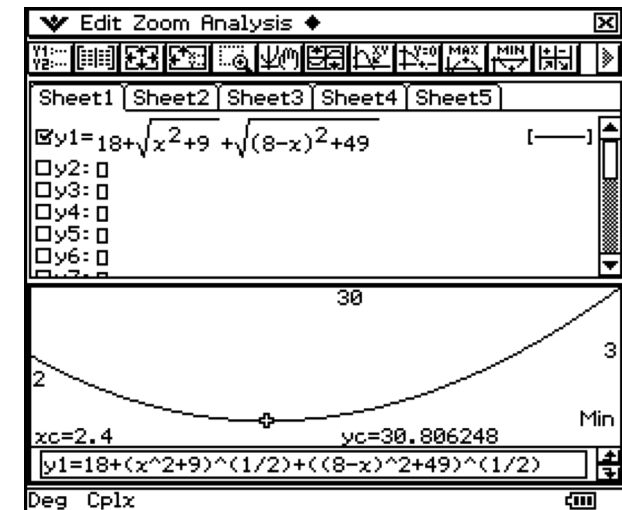 Edit Zoom Analysis ◆
Sheet1 Sheet2 Sheet3 Sheet4 Sheet5
y1=18+√(x²+9) +√((8-x)²+49) [—]
y2:▯
y3:▯
y4:▯
y5:▯
y6:▯
30
3
2
Min
xc=2.4 yc=30.806248
y1=18+(x^2+9)^(1/2)+((8-x)^2+49)^(1/2)
Deg Cplx